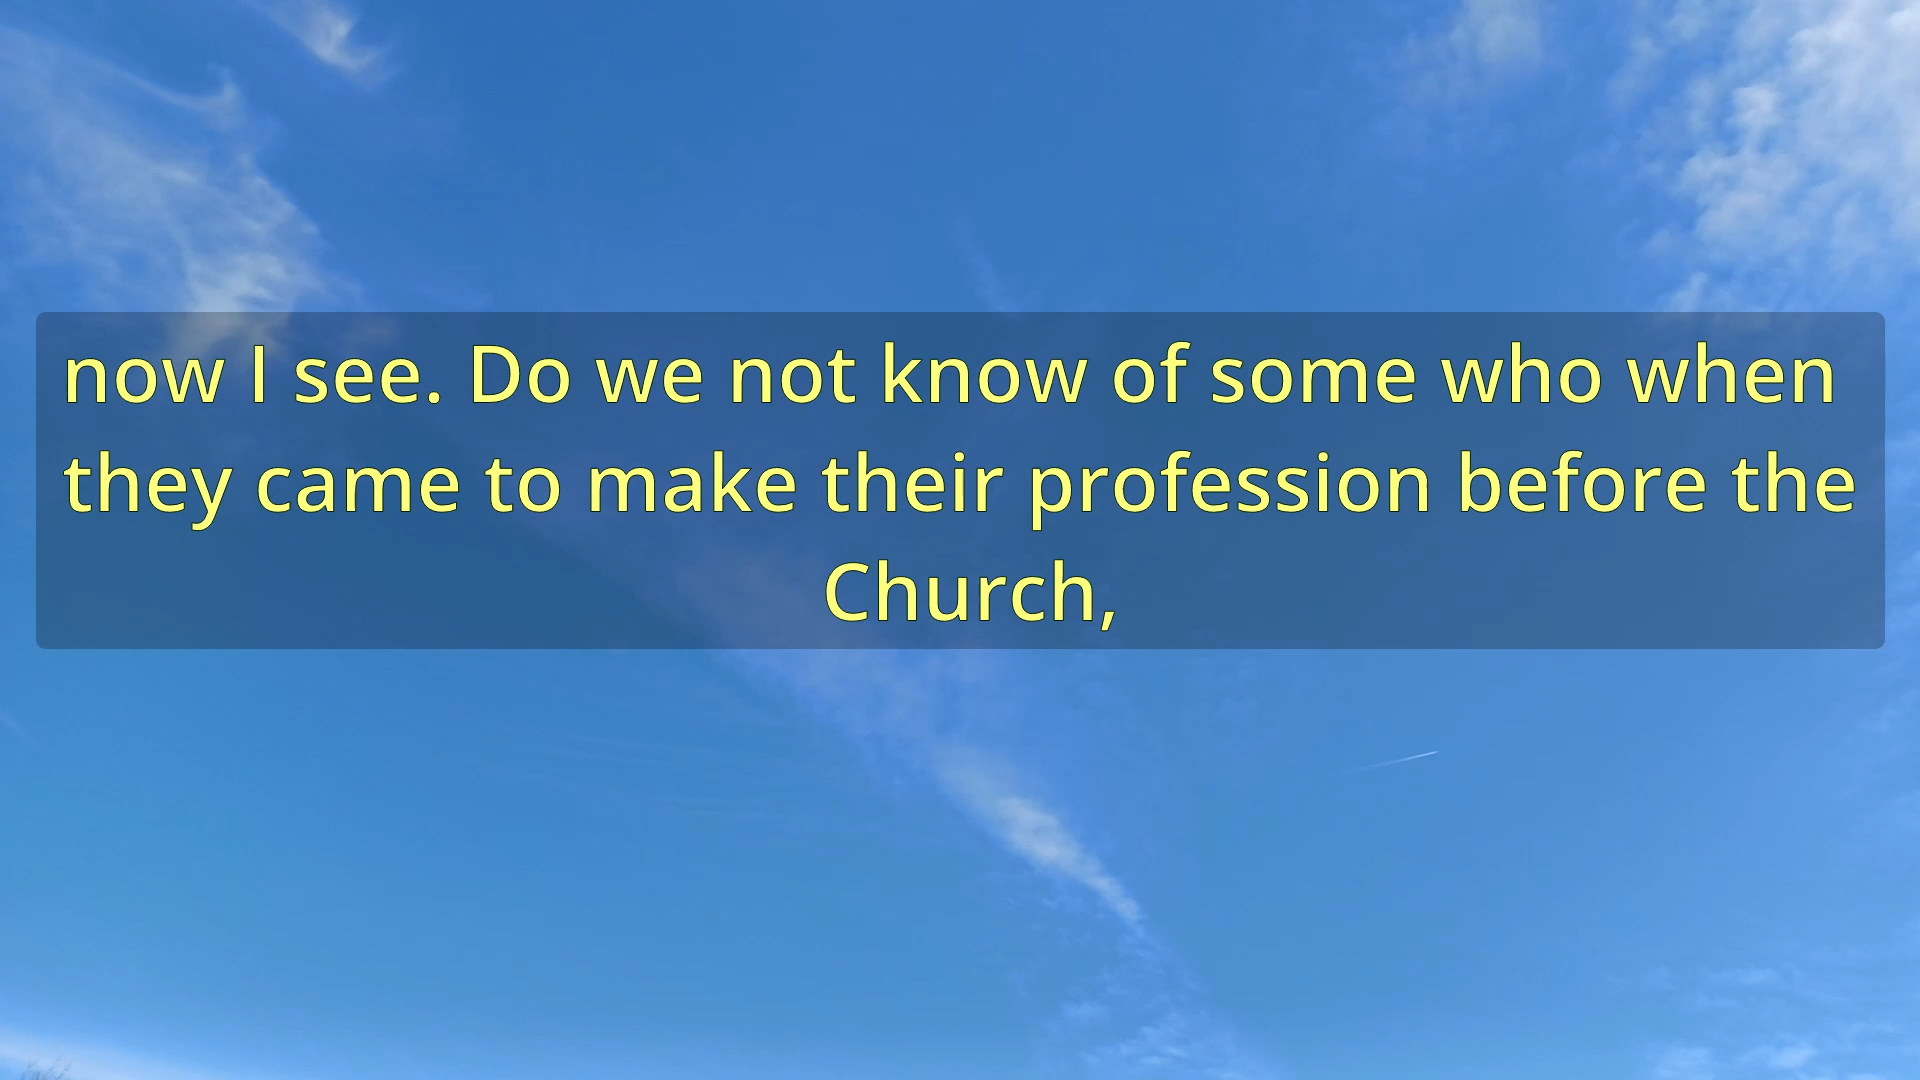 now I see. Do we not know of some who when
they came to make their profession before the
Church,